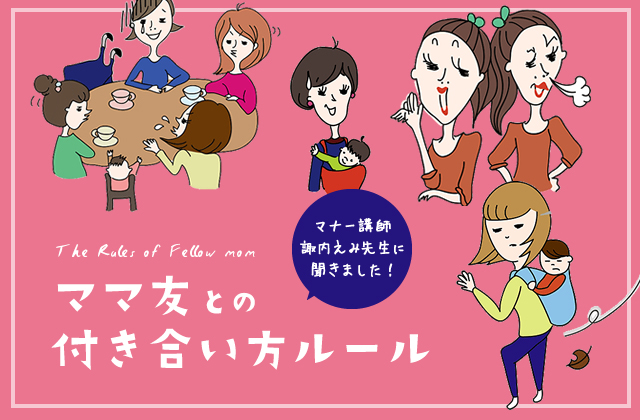 マナー講師
諏内えみ先生に
聞きました！
The Rules of Fellow mom
ママ友との
付き合い方ルール